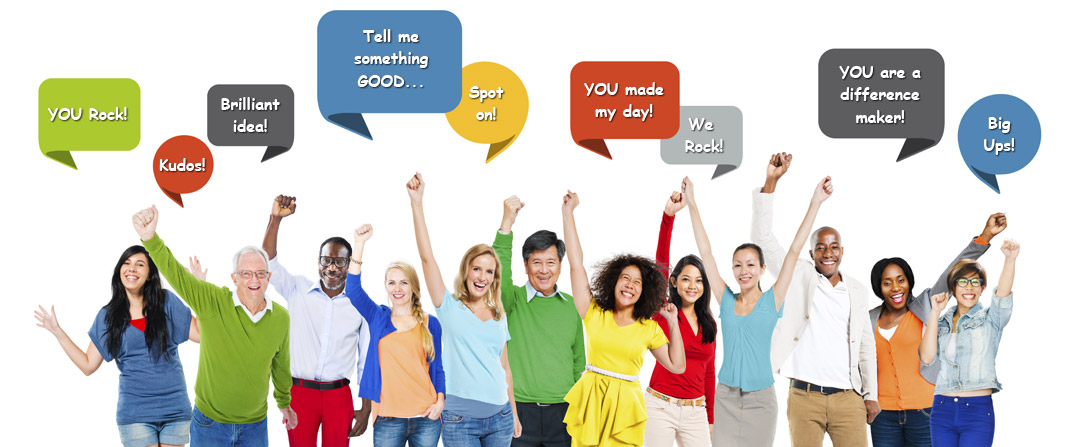 YOU Rock!
Kudos!
Brilliant
idea!
Tell me
something
GOOD...
Spot
on!
YOU made
my day!
We
Rock!
YOU are a
difference
maker!
Big
Ups!